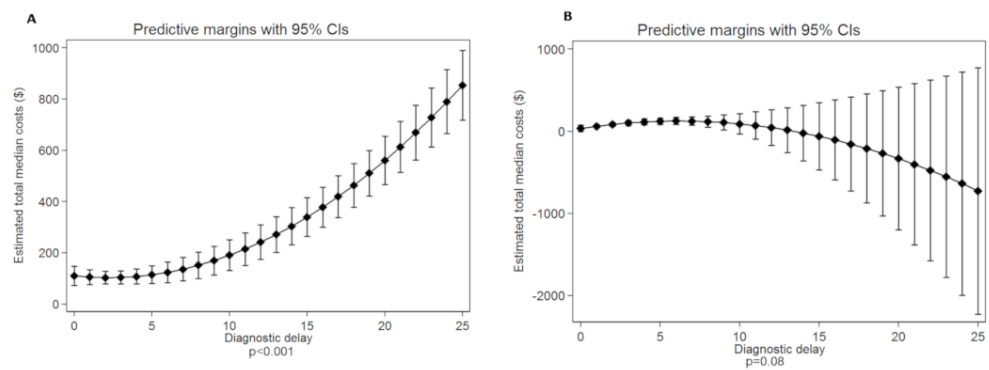 A
Predictive margins with 95% CIs
Estimated total median costs ($)
1000
800
600
400
200
0
0 5 10 15 20 25
Diagnostic delay
p<0.001
B
Predictive margins with 95% CIs
Estimated total median costs ($)
1000
0
-1000
-2000
0 5 10 15 20 25
Diagnostic delay
p=0.08